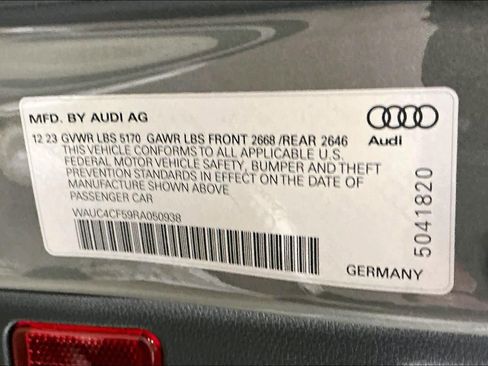 MFD. BY AUDI AG
Audi
12 23 GVWR LBS 5170 GAWR LBS FRONT 2668 /REAR 2646
THIS VEHICLE CONFORMS TO ALL APPLICABLE U.S.
FEDERAL MOTOR VEHICLE SAFETY, BUMPER AND THEFT
PREVENTION STANDARDS IN EFFECT ON THE DATE OF
MANUFACTURE SHOWN ABOVE
PASSENGER CAR
WAUC4CF59RA050938
5041820
GERMANY